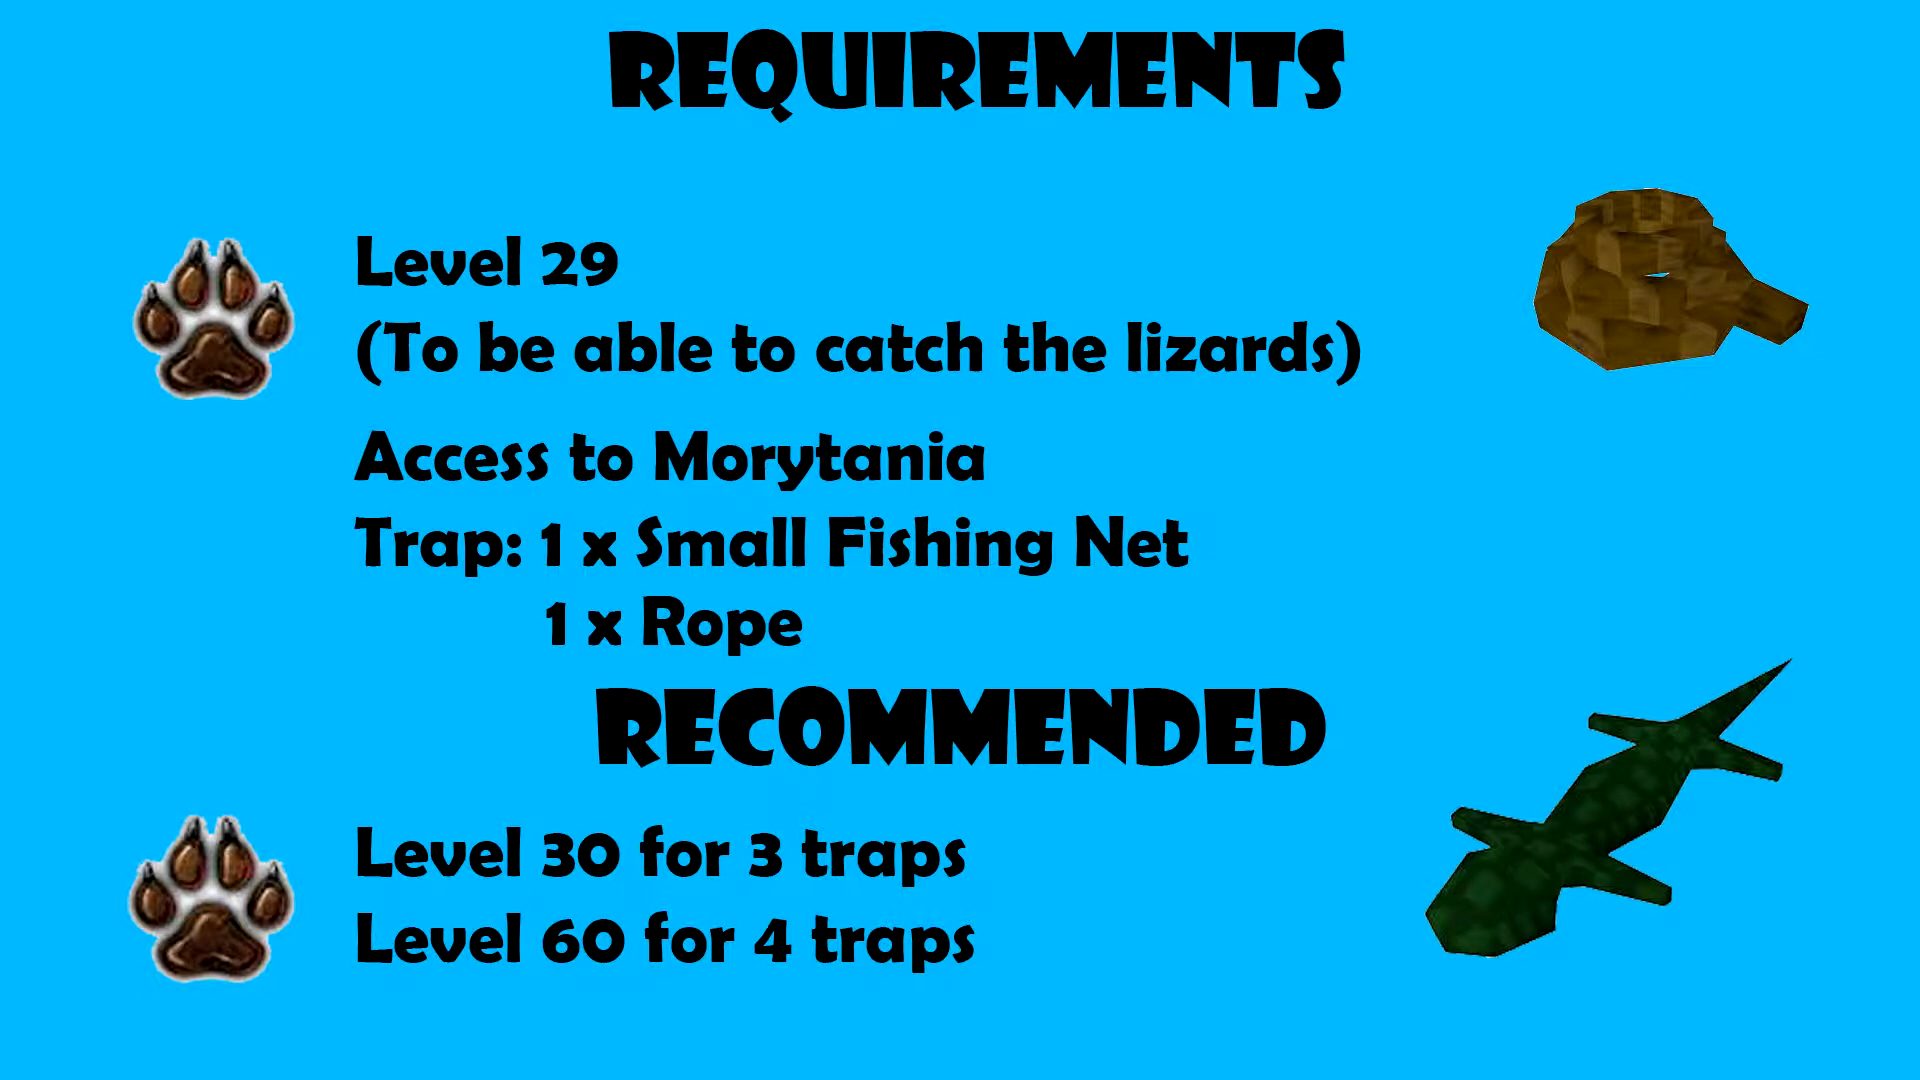 REQUIREMENTS
Level 29
(To be able to catch the lizards)
Access to Morytania
Trap: 1 x Small Fishing Net
1 x Rope
RECOMMENDED
Level 30 for 3 traps
Level 60 for 4 traps